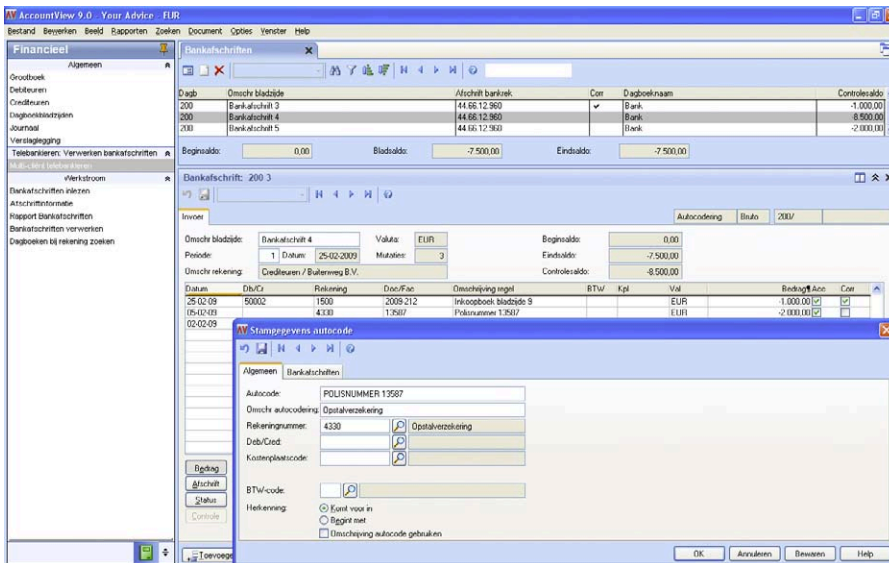 AccountView 9.0 - Your Advice - EUR
Bestand Bewerken Beeld Rapporten Zoeken Document Opties Venster Help
Financieel
Algemeen
Grootboek
Debiteuren
Crediteuren
Dagboekbladzijden
Journaal
Verslaglegging
Telebankieren: Verwerken bankafschriften
Multi-client telebankieren
Werkstroom
Bankafschriften inlezen
Afschriftinformatie
Rapport Bankafschriften
Bankafschriften verwerken
Dagboeken bij rekening zoeken
Bankafschriften
Dagb Omschr bladzijde Afschrift bankrek Corr Dagboeknaam Controlesaldo
200 Bankafschrift 3 44.66.12.960 Bank -1.000,00
200 Bankafschrift 4 44.66.12.960 Bank -8.500,00
200 Bankafschrift 5 44.66.12.960 Bank -2.000,00
Beginsaldo: 0,00 Bladsaldo: -7.500,00 Eindsaldo: -7.500,00
Bankafschrift: 200 3
Invoer Autocodering Bruto 200/
Omschr bladzijde: Bankafschrift 4 Valuta: EUR Beginsaldo: 0,00
Periode: 1 Datum: 25-02-2009 Mutaties: 3 Eindsaldo: -7.500,00
Omschr rekening: Crediteuren / Buitenweg B.V. Controlesaldo: -8.500,00
Datum Db/Cr Rekening Doc/Fac Omschrijving regel BTW Kpl Val Bedrag¶ Acc Corr
25-02-09 50002 1500 2009-212 Inkoopboek bladzijde 9 EUR -1.000,00
05-02-09 4330 13587 Polisnummer 13587 EUR -2.000,00
02-02-09
Stamgegevens autocode
Algemeen Bankafschriften
Autocode: POLISNUMMER 13587
Omschr autocodering: Opstalverzekering
Rekeningnummer: 4330 Opstalverzekering
Deb/Cred:
Kostenplaatscode:
BTW-code:
Herkenning: Komt voor in
Begint met
Omschrijving autocode gebruiken
Bedrag
Afschrift
Status
Controle
Toevoege
OK Annuleren Bewaren Help